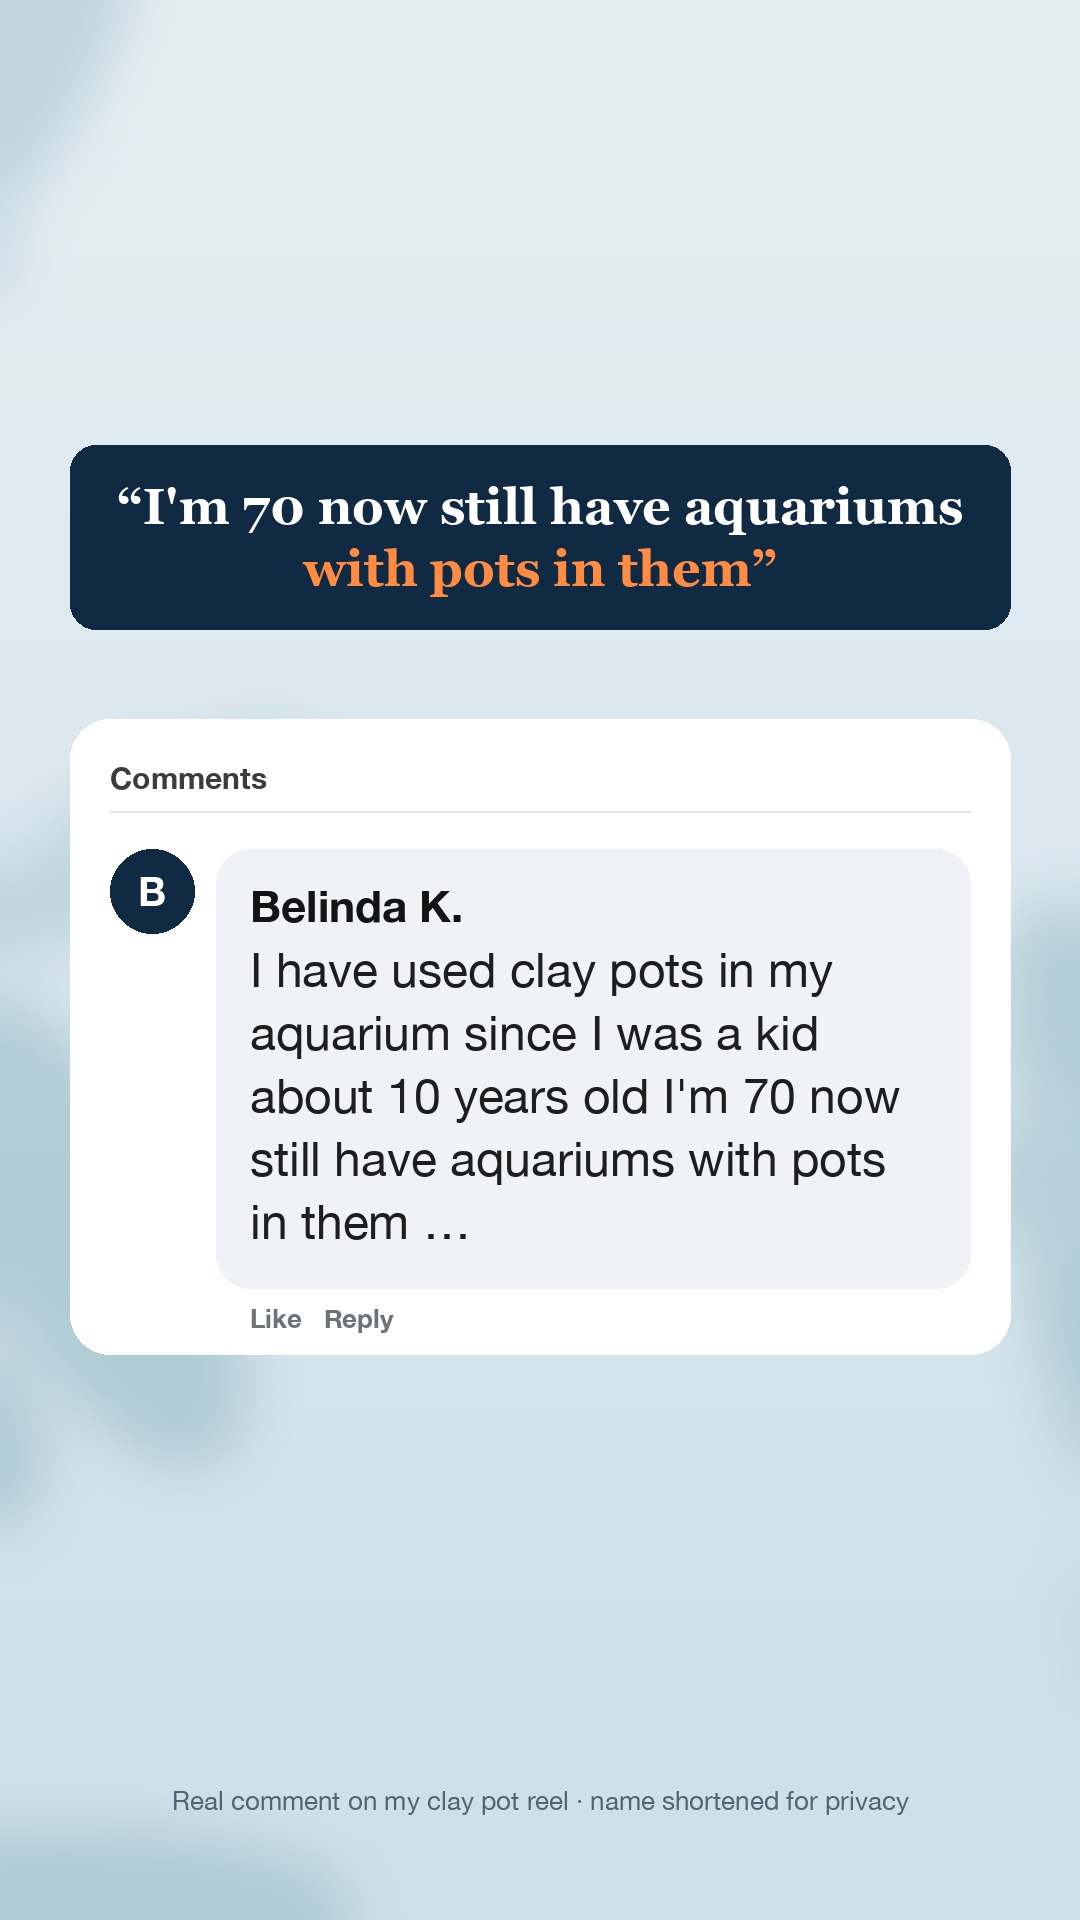 “I'm 70 now still have aquariums
with pots in them”
Comments
B
Belinda K.
I have used clay pots in my
aquarium since I was a kid
about 10 years old I'm 70 now
still have aquariums with pots
in them …
Like Reply
Real comment on my clay pot reel · name shortened for privacy